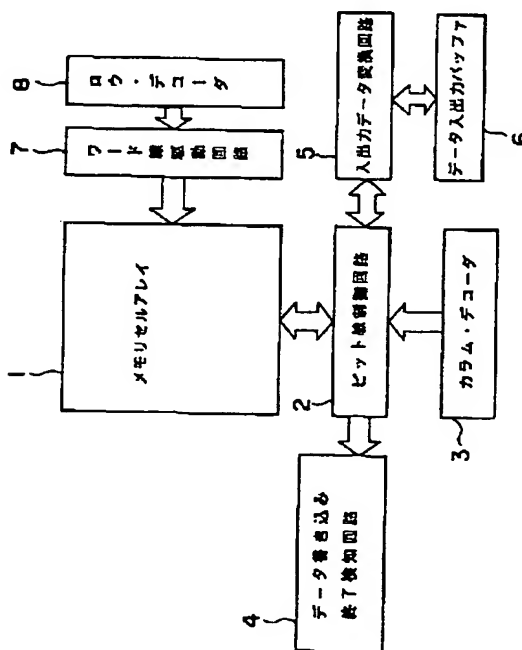 1
メモリセルアレイ
7
ワード線駆動回路
8
ロウ・デコーダ
2
ビット線制御回路
5
入出力データ変換回路
4
データ書き込み
終了検知回路
3
カラム・デコーダ
6
データ入出力バッファ